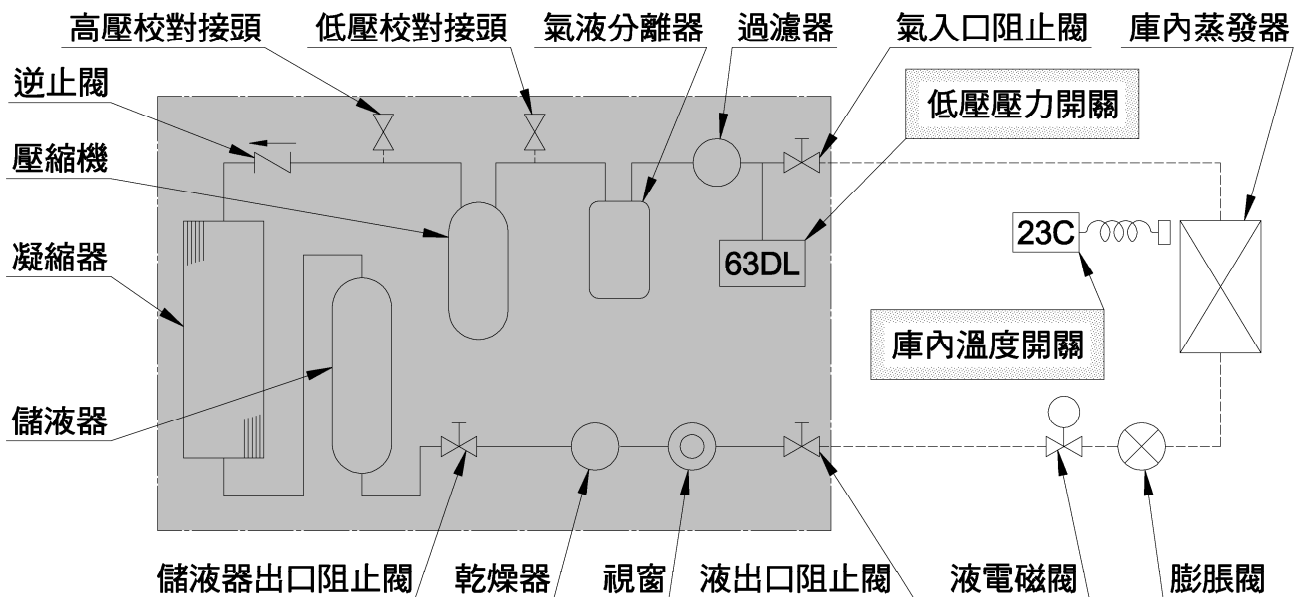 高壓校對接頭
低壓校對接頭
氣液分離器
過濾器
氣入口阻止閥
庫內蒸發器
逆止閥
低壓壓力開關
壓縮機
凝縮器
23C
63DL
庫內溫度開關
儲液器
儲液器出口阻止閥
乾燥器
視窗
液出口阻止閥
液電磁閥
膨脹閥